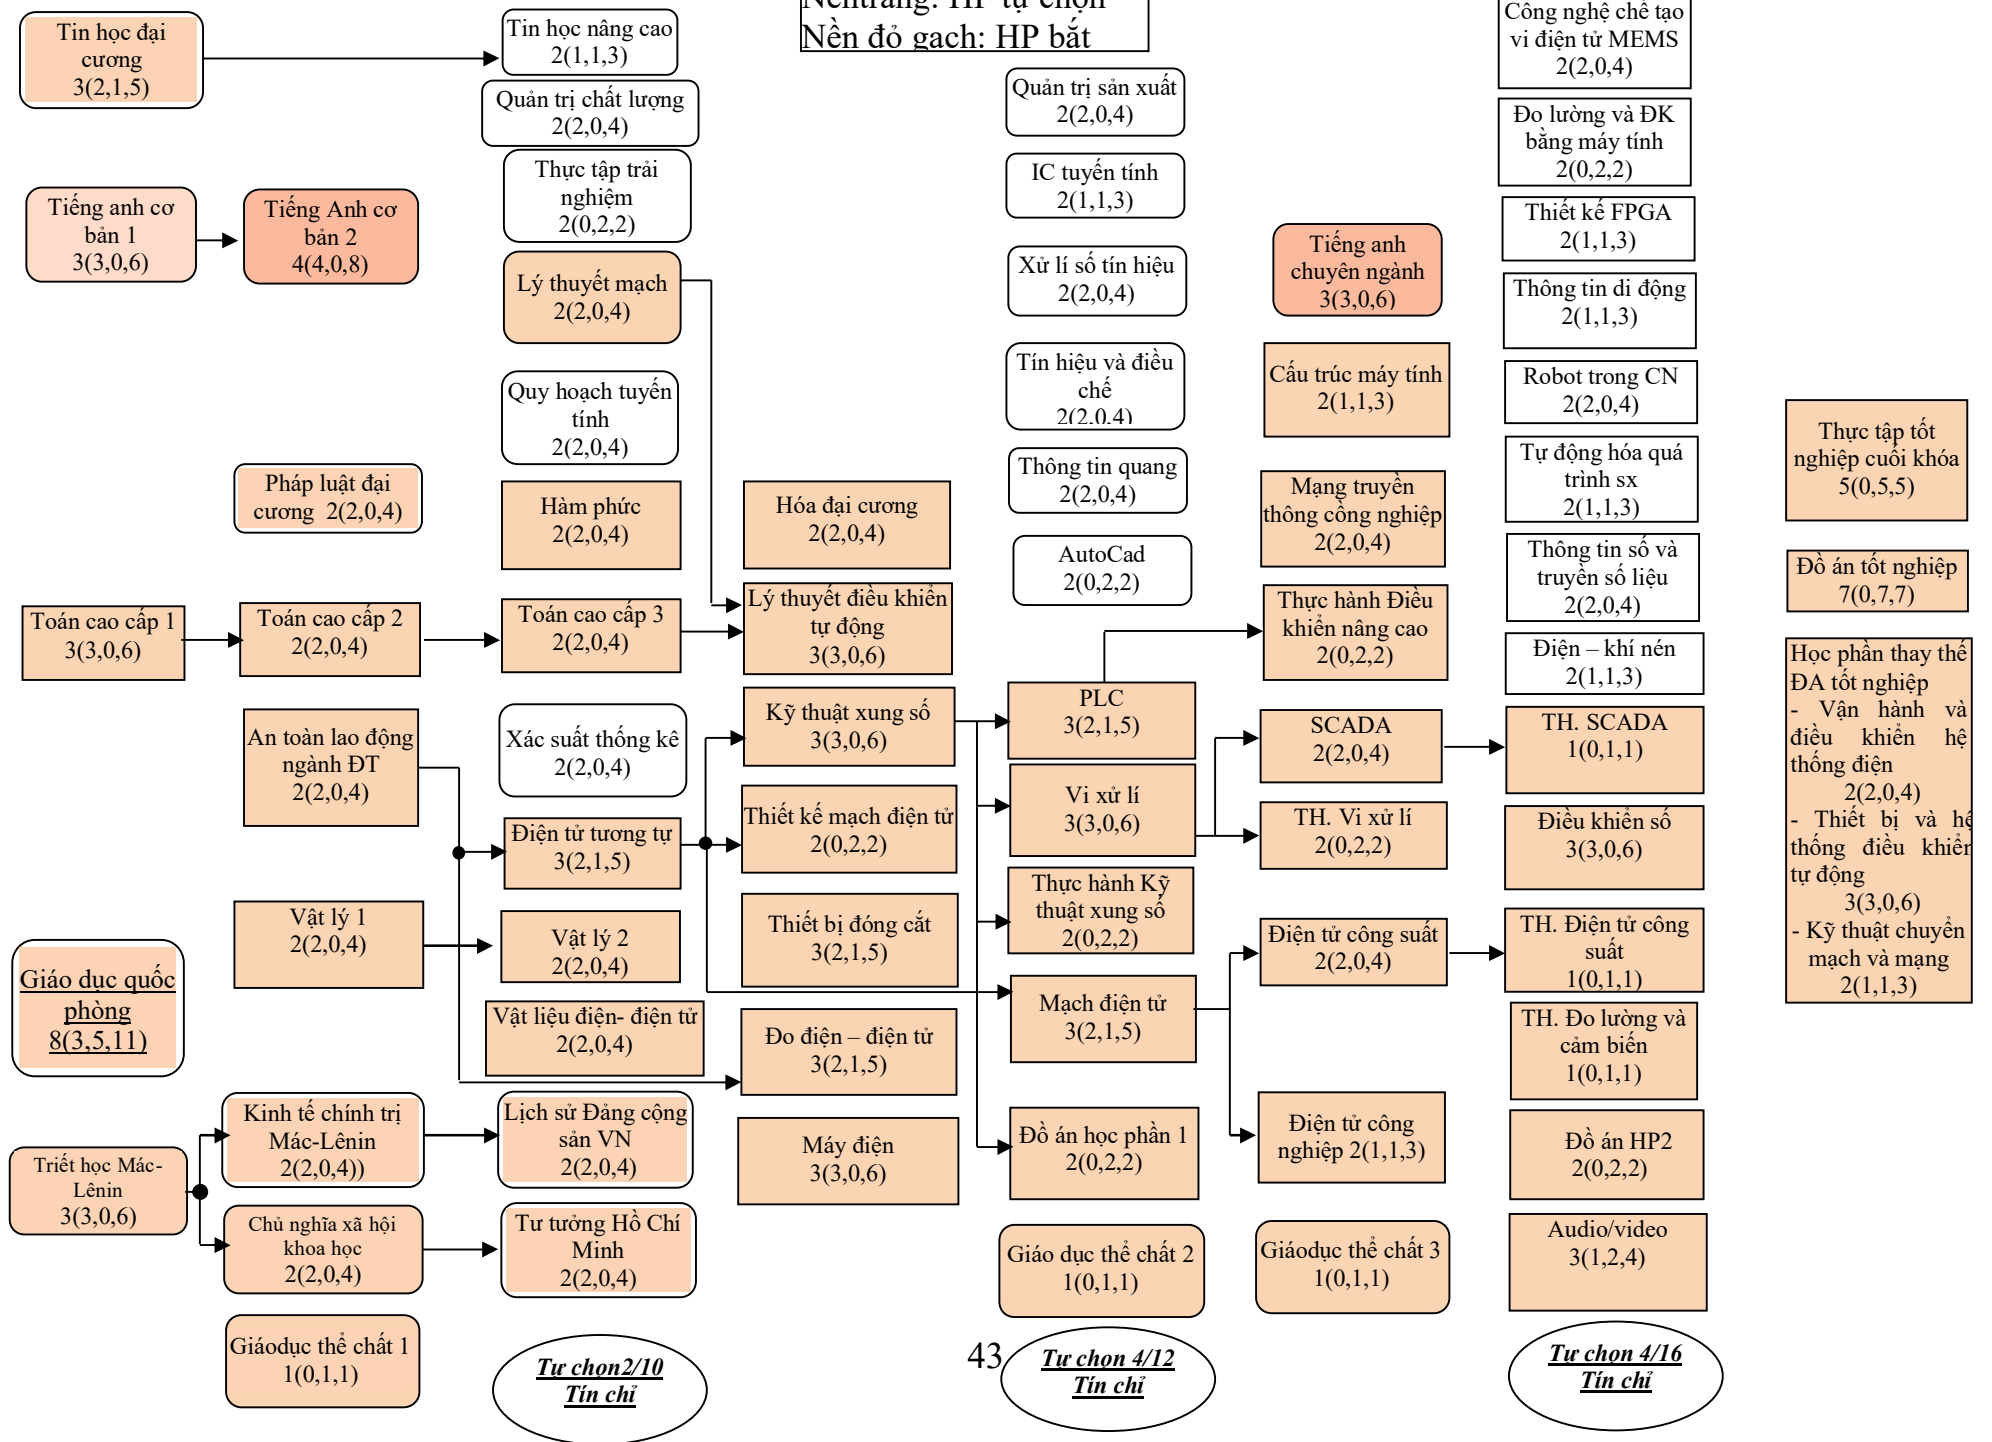 Nềntrắng: HP tự chọn
Nền đỏ gạch: HP bắt
Tin học đại
cương
3(2,1,5)
Tiếng anh cơ
bản 1
3(3,0,6)
Toán cao cấp 1
3(3,0,6)
Giáo dục quốc
phòng
8(3,5,11)
Triết học Mác-
Lênin
3(3,0,6)
Tiếng Anh cơ
bản 2
4(4,0,8)
Pháp luật đại
cương 2(2,0,4)
Toán cao cấp 2
2(2,0,4)
An toàn lao động
ngành ĐT
2(2,0,4)
Vật lý 1
2(2,0,4)
Kinh tế chính trị
Mác-Lênin
2(2,0,4))
Chủ nghĩa xã hội
khoa học
2(2,0,4)
Giáodục thể chất 1
1(0,1,1)
Tin học nâng cao
2(1,1,3)
Quản trị chất lượng
2(2,0,4)
Thực tập trải
nghiệm
2(0,2,2)
Lý thuyết mạch
2(2,0,4)
Quy hoạch tuyến
tính
2(2,0,4)
Hàm phức
2(2,0,4)
Toán cao cấp 3
2(2,0,4)
Xác suất thống kê
2(2,0,4)
Điện tử tương tự
3(2,1,5)
Vật lý 2
2(2,0,4)
Vật liệu điện- điện tử
2(2,0,4)
Lịch sử Đảng cộng
sản VN
2(2,0,4)
Tư tưởng Hồ Chí
Minh
2(2,0,4)
Tự chọn2/10
Tín chỉ
Hóa đại cương
2(2,0,4)
Lý thuyết điều khiển
tự động
3(3,0,6)
Kỹ thuật xung số
3(3,0,6)
Thiết kế mạch điện tử
2(0,2,2)
Thiết bị đóng cắt
3(2,1,5)
Đo điện – điện tử
3(2,1,5)
Máy điện
3(3,0,6)
Quản trị sản xuất
2(2,0,4)
IC tuyến tính
2(1,1,3)
Xử lí số tín hiệu
2(2,0,4)
Tín hiệu và điều
chế
2(2,0,4)
Thông tin quang
2(2,0,4)
AutoCad
2(0,2,2)
PLC
3(2,1,5)
Vi xử lí
3(3,0,6)
Thực hành Kỹ
thuật xung số
2(0,2,2)
Mạch điện tử
3(2,1,5)
Đồ án học phần 1
2(0,2,2)
Giáo dục thể chất 2
1(0,1,1)
43
Tự chọn 4/12
Tín chỉ
Tiếng anh
chuyên ngành
3(3,0,6)
Cấu trúc máy tính
2(1,1,3)
Mạng truyền
thông công nghiệp
2(2,0,4)
Thực hành Điều
khiển nâng cao
2(0,2,2)
SCADA
2(2,0,4)
TH. Vi xử lí
2(0,2,2)
Điện tử công suất
2(2,0,4)
Điện tử công
nghiệp 2(1,1,3)
Giáodục thể chất 3
1(0,1,1)
Công nghệ chế tạo
vi điện tử MEMS
2(2,0,4)
Đo lường và ĐK
bằng máy tính
2(0,2,2)
Thiết kế FPGA
2(1,1,3)
Thông tin di động
2(1,1,3)
Robot trong CN
2(2,0,4)
Tự động hóa quá
trình sx
2(1,1,3)
Thông tin số và
truyền số liệu
2(2,0,4)
Điện – khí nén
2(1,1,3)
TH. SCADA
1(0,1,1)
Điều khiển số
3(3,0,6)
TH. Điện tử công
suất
1(0,1,1)
TH. Đo lường và
cảm biến
1(0,1,1)
Đồ án HP2
2(0,2,2)
Audio/video
3(1,2,4)
Tự chọn 4/16
Tín chỉ
Thực tập tốt
nghiệp cuối khóa
5(0,5,5)
Đồ án tốt nghiệp
7(0,7,7)
Học phần thay thế
ĐA tốt nghiệp
- Vận hành và
điều khiển hệ
thống điện
2(2,0,4)
- Thiết bị và hệ
thống điều khiển
tự động
3(3,0,6)
- Kỹ thuật chuyển
mạch và mạng
2(1,1,3)